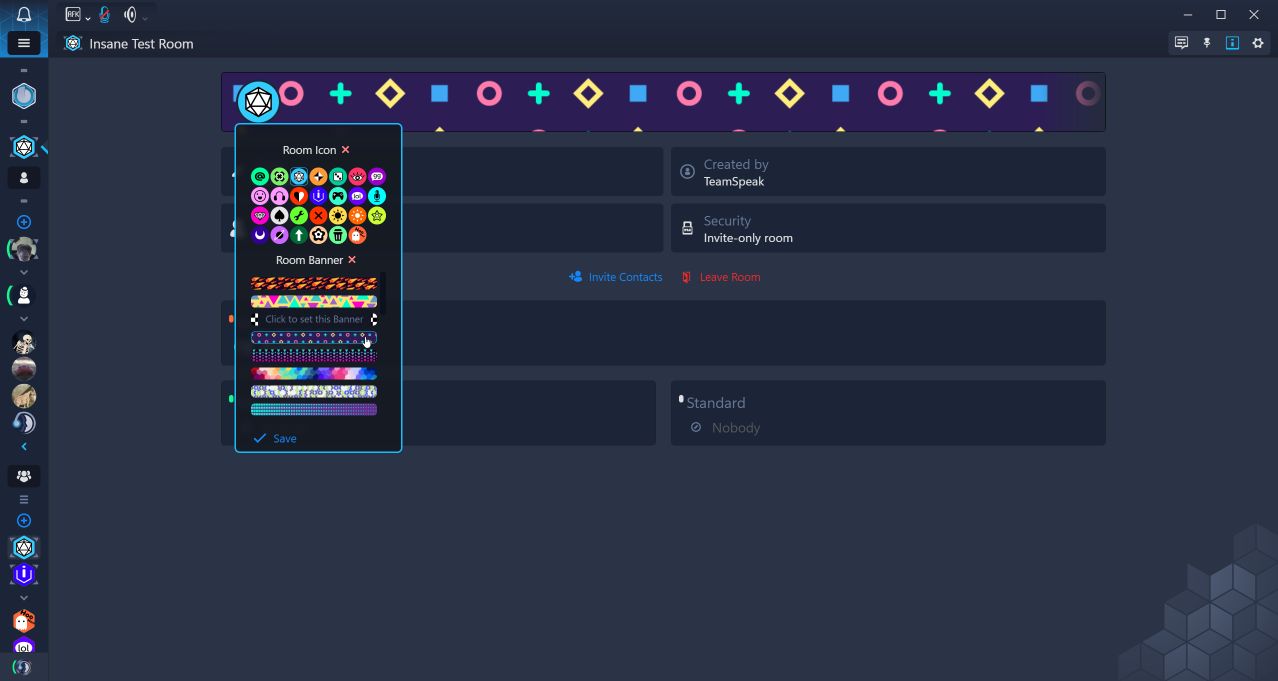 AFK
Insane Test Room
Room Icon
Created by
TeamSpeak
Security
Invite-only room
Room Banner
Invite Contacts
Leave Room
Click to set this Banner
Standard
Nobody
Save
lol